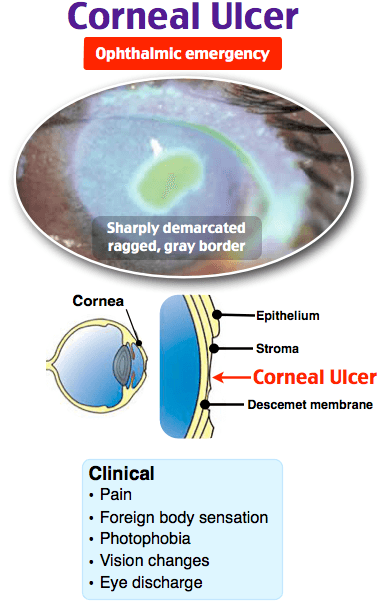 Corneal Ulcer
Ophthalmic emergency
Sharply demarcated
ragged, gray border
Cornea
Epithelium
Stroma
Corneal Ulcer
Descemet membrane
Clinical
• Pain
• Foreign body sensation
• Photophobia
• Vision changes
• Eye discharge